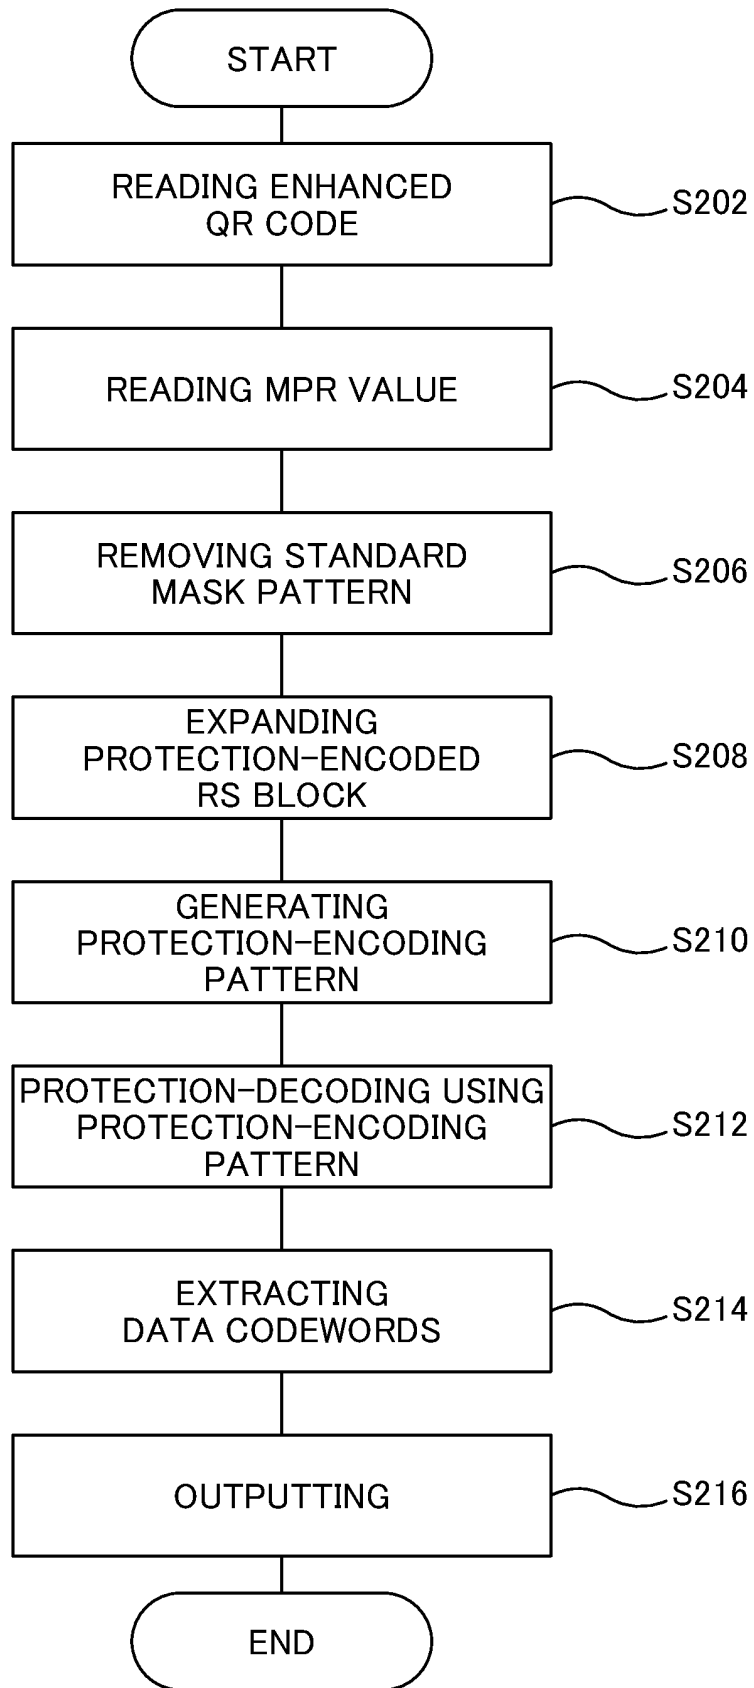 START
READING ENHANCED
QR CODE
S202
READING MPR VALUE
S204
REMOVING STANDARD
MASK PATTERN
S206
EXPANDING
PROTECTION-ENCODED
RS BLOCK
S208
GENERATING
PROTECTION-ENCODING
PATTERN
S210
PROTECTION-DECODING USING
PROTECTION-ENCODING
PATTERN
S212
EXTRACTING
DATA CODEWORDS
S214
OUTPUTTING
S216
END